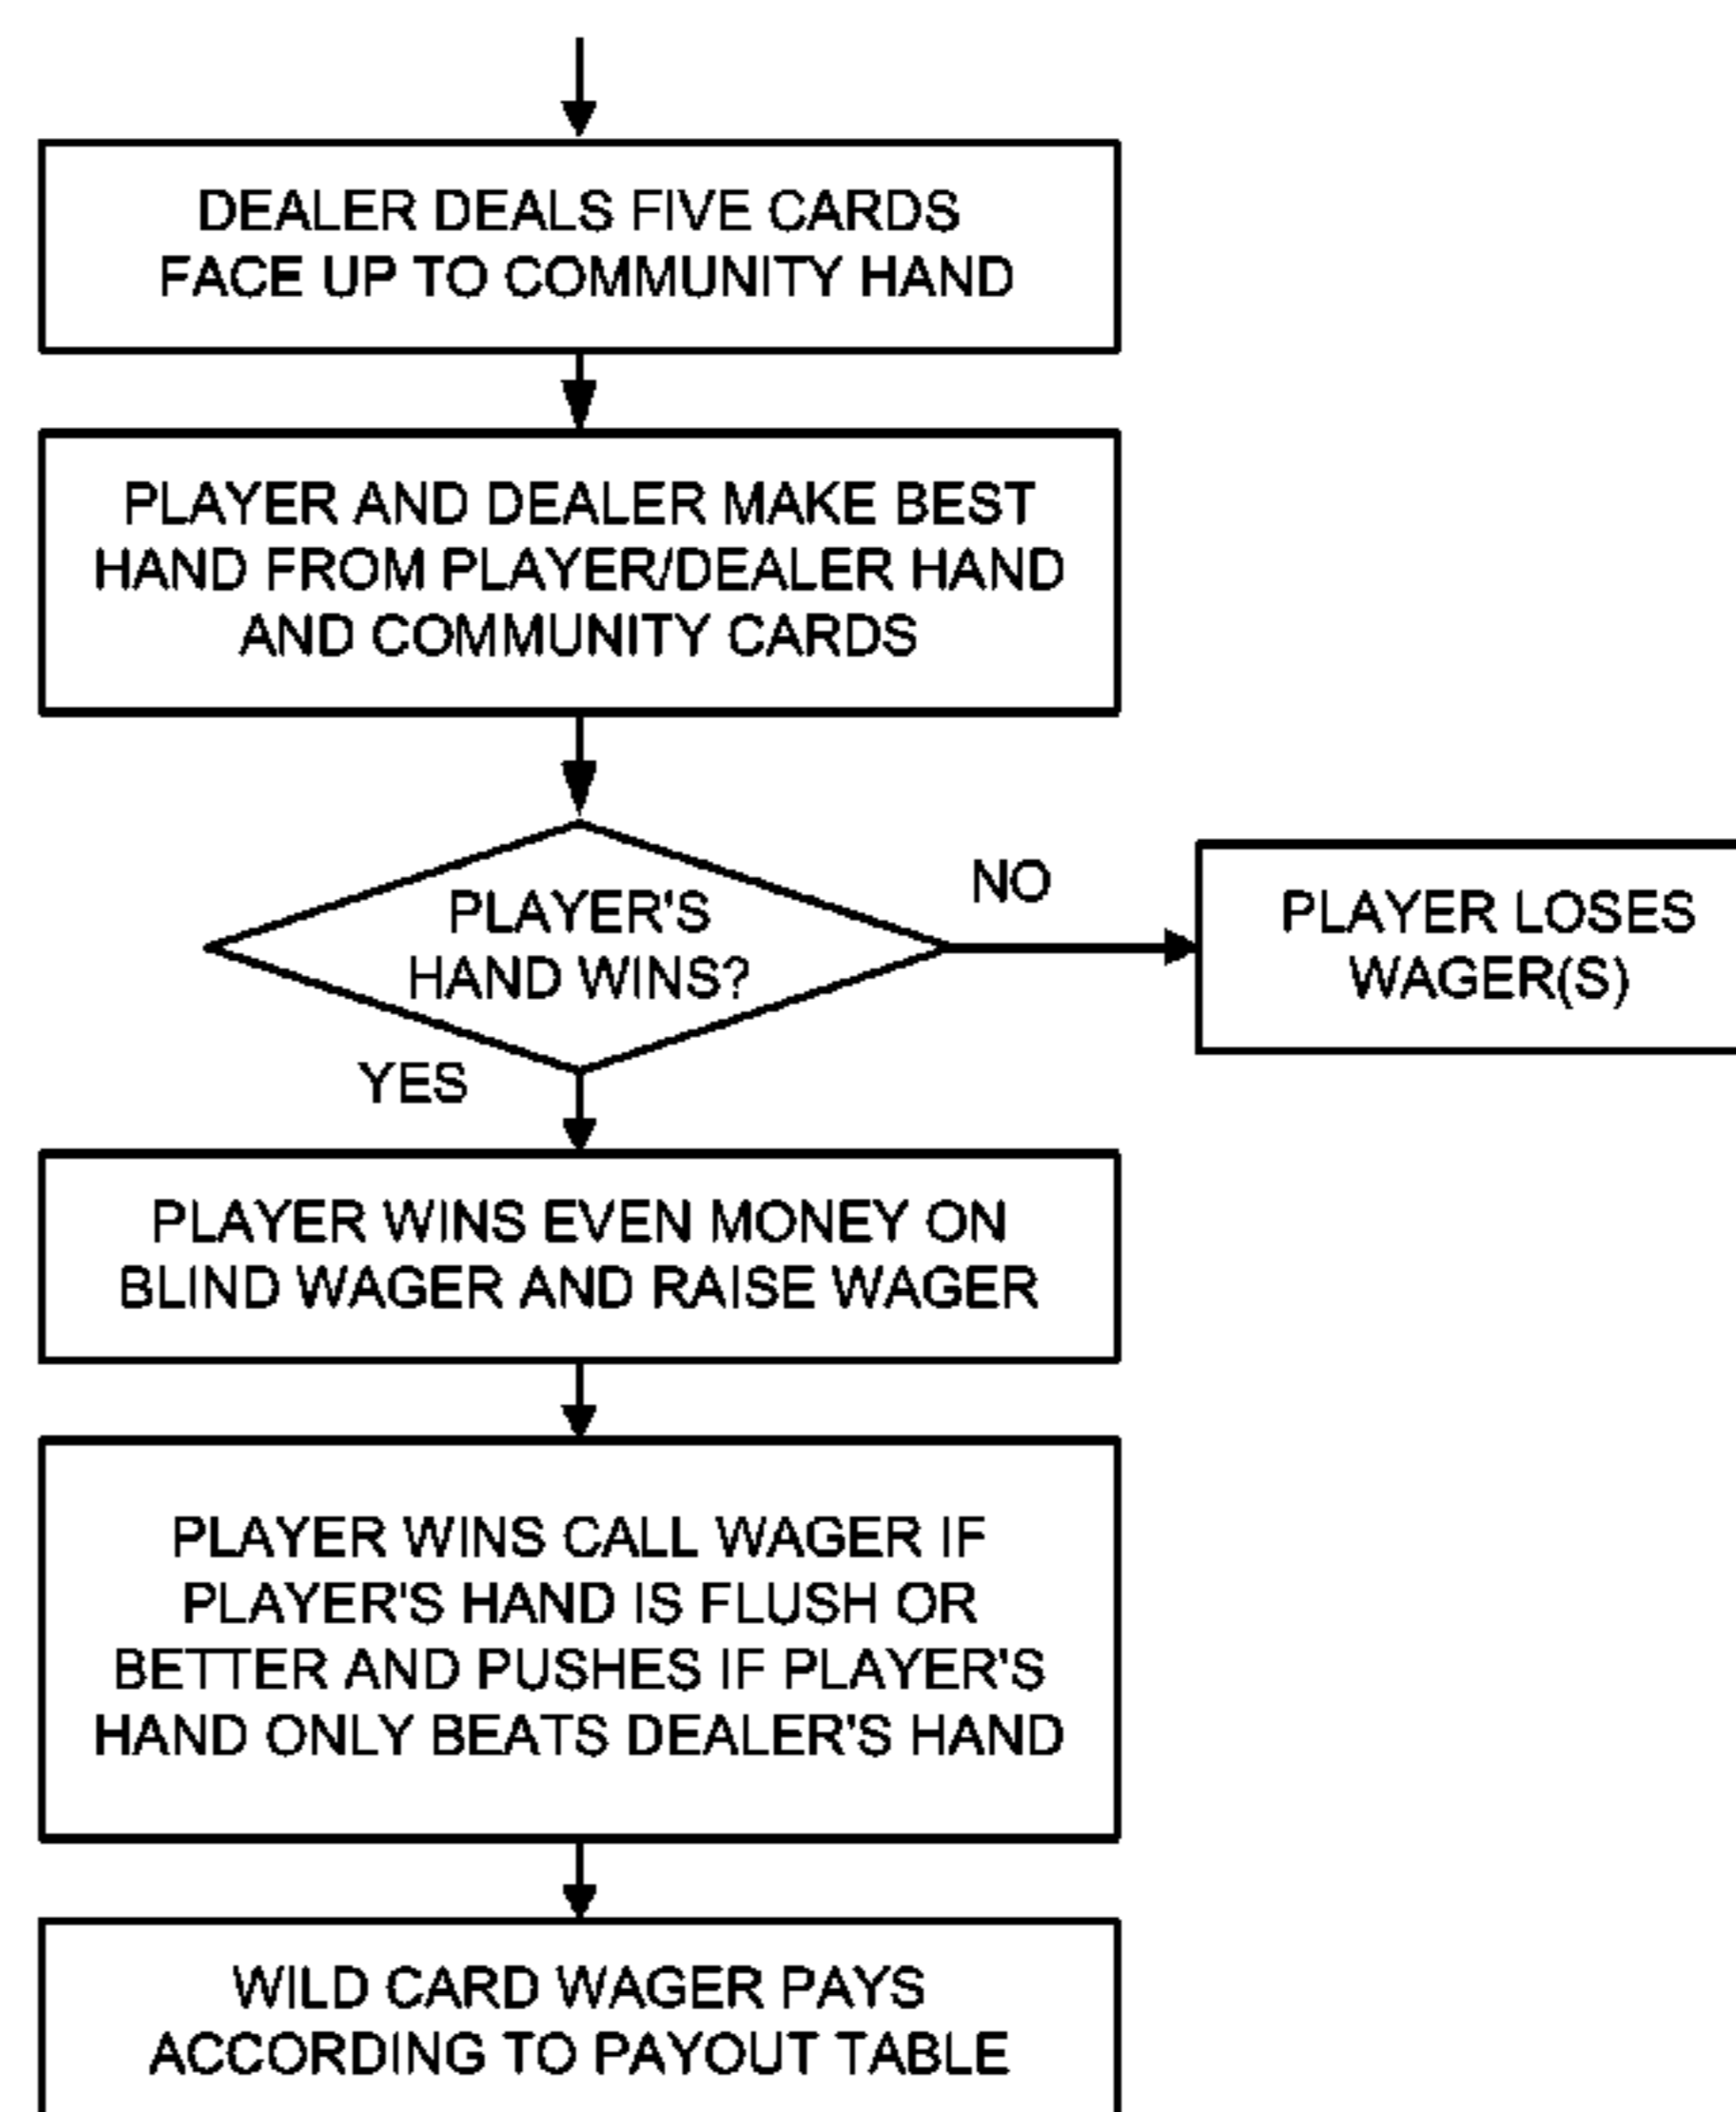 DEALER DEALS FIVE CARDS
FACE UP TO COMMUNITY HAND
PLAYER AND DEALER MAKE BEST
HAND FROM PLAYER/DEALER HAND
AND COMMUNITY CARDS
PLAYER'S
HAND WINS?
NO
PLAYER LOSES
WAGER(S)
YES
PLAYER WINS EVEN MONEY ON
BLIND WAGER AND RAISE WAGER
PLAYER WINS CALL WAGER IF
PLAYER'S HAND IS FLUSH OR
BETTER AND PUSHES IF PLAYER'S
HAND ONLY BEATS DEALER'S HAND
WILD CARD WAGER PAYS
ACCORDING TO PAYOUT TABLE